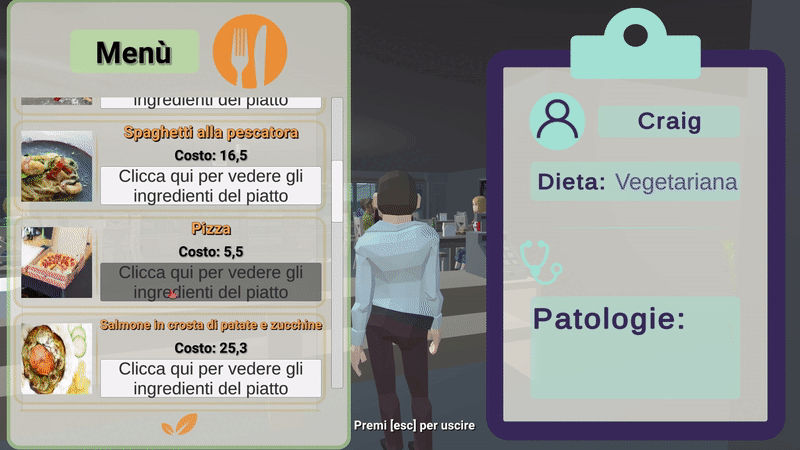 Menù
ingredienti del piatto
Spaghetti alla pescatora
Costo: 16,5
Clicca qui per vedere gli
ingredienti del piatto
Pizza
Costo: 5,5
Clicca qui per vedere gli
ingredienti del piatto
Salmone in crosta di patate e zucchine
Costo: 25,3
Clicca qui per vedere gli
ingredienti del piatto
Premi [esc] per uscire
Craig
Dieta: Vegetariana
Patologie: